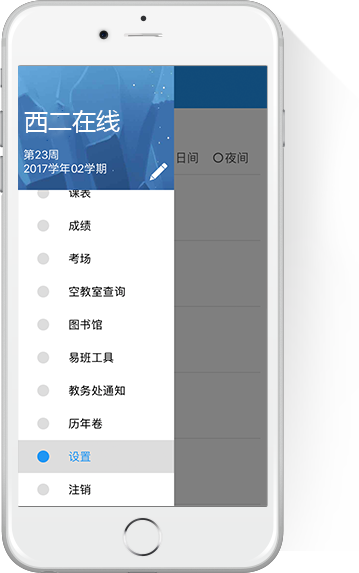 西二在线
第23周
2017学年02学期
日间
夜间
课表
成绩
考场
空教室查询
图书馆
易班工具
教务处通知
历年卷
设置
注销